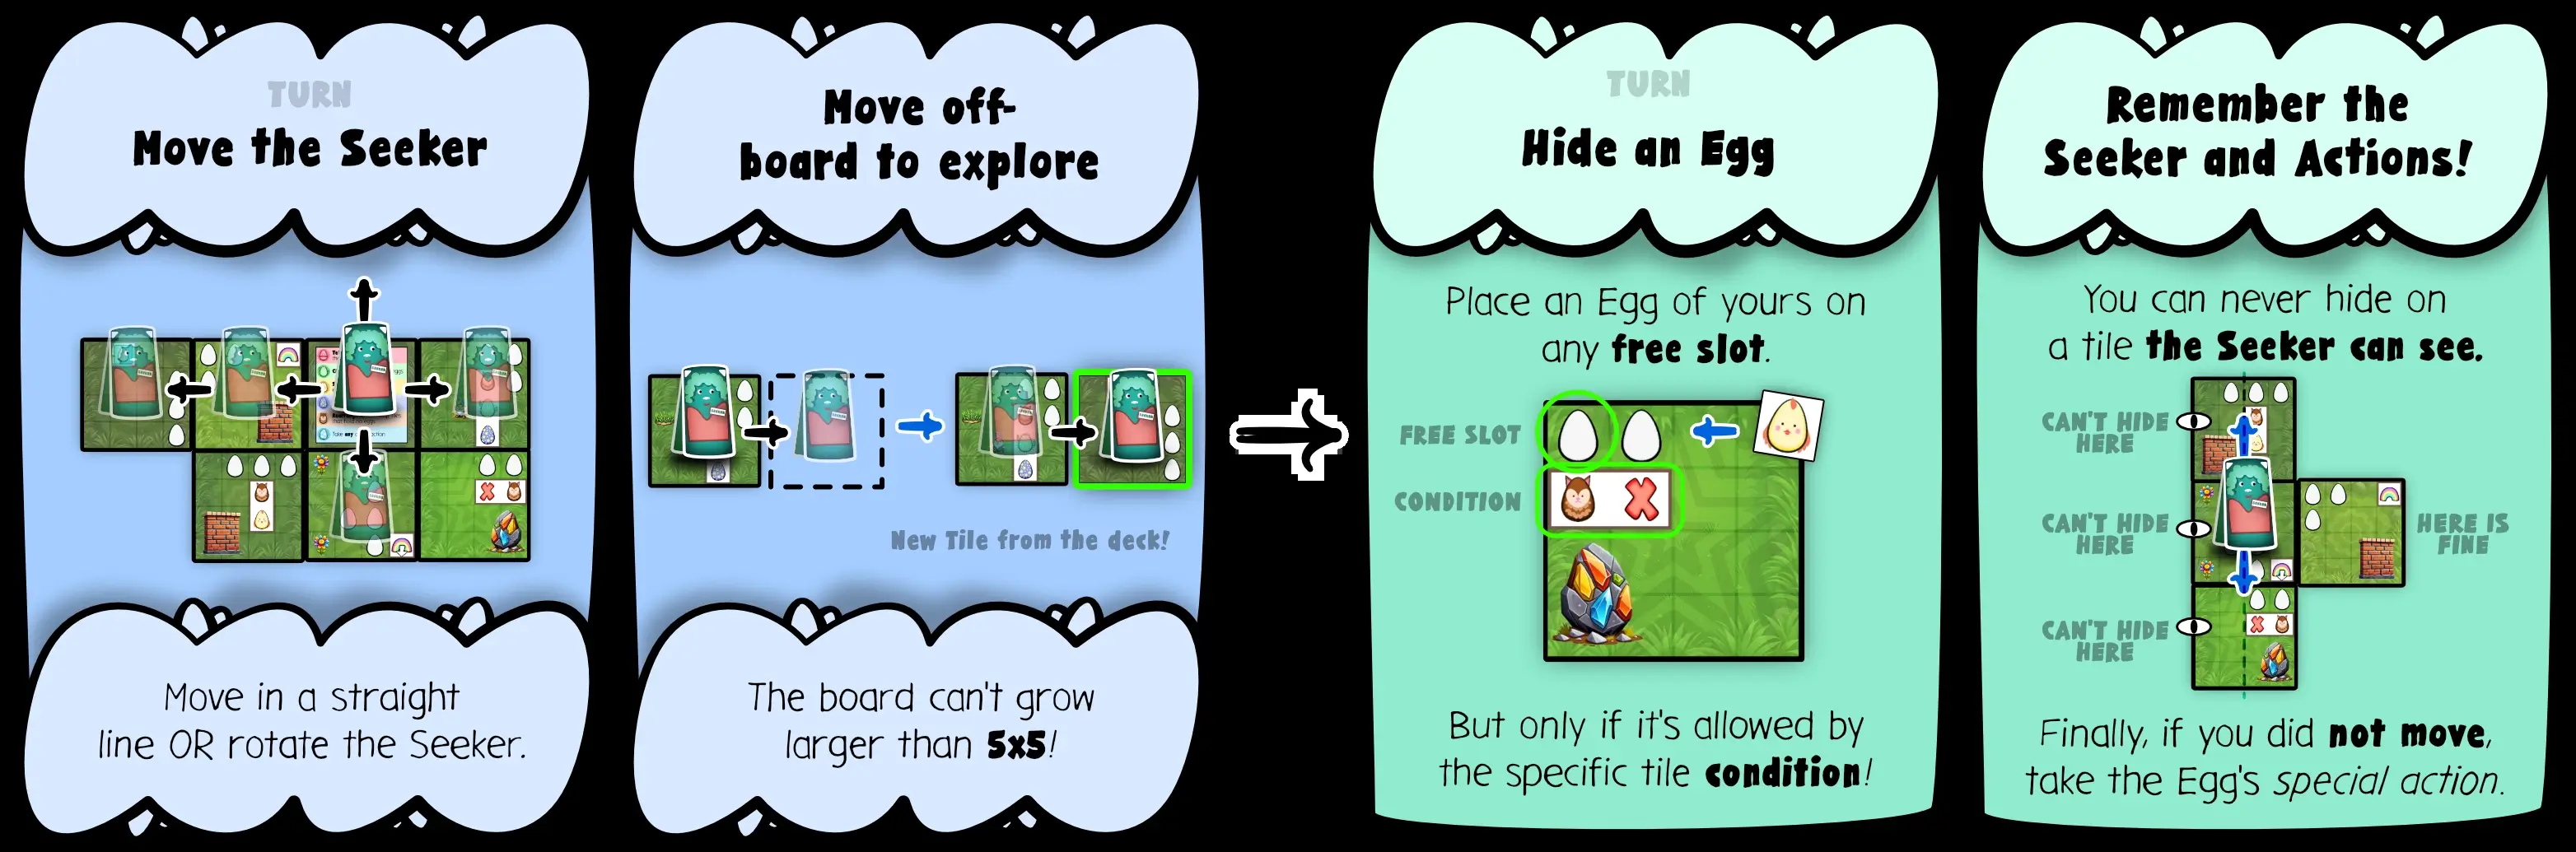 TURN
Move the Seeker
Move in a straight
line OR rotate the Seeker.
Move off-
board to explore
New Tile from the deck!
The board can't grow
larger than 5x5!
TURN
Hide an Egg
Place an Egg of yours on
any free slot.
FREE SLOT
CONDITION
But only if it's allowed by
the specific tile condition!
Remember the
Seeker and Actions!
You can never hide on
a tile the Seeker can see.
CAN'T HIDE
HERE
CAN'T HIDE
HERE
HERE IS
FINE
CAN'T HIDE
HERE
Finally, if you did not move,
take the Egg's special action.